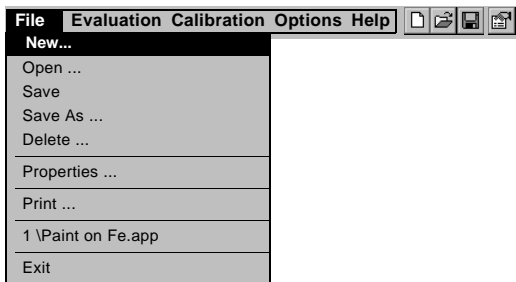 File Evaluation Calibration Options Help
New...
Open ...
Save
Save As ...
Delete ...
Properties ...
Print ...
1 \Paint on Fe.app
Exit